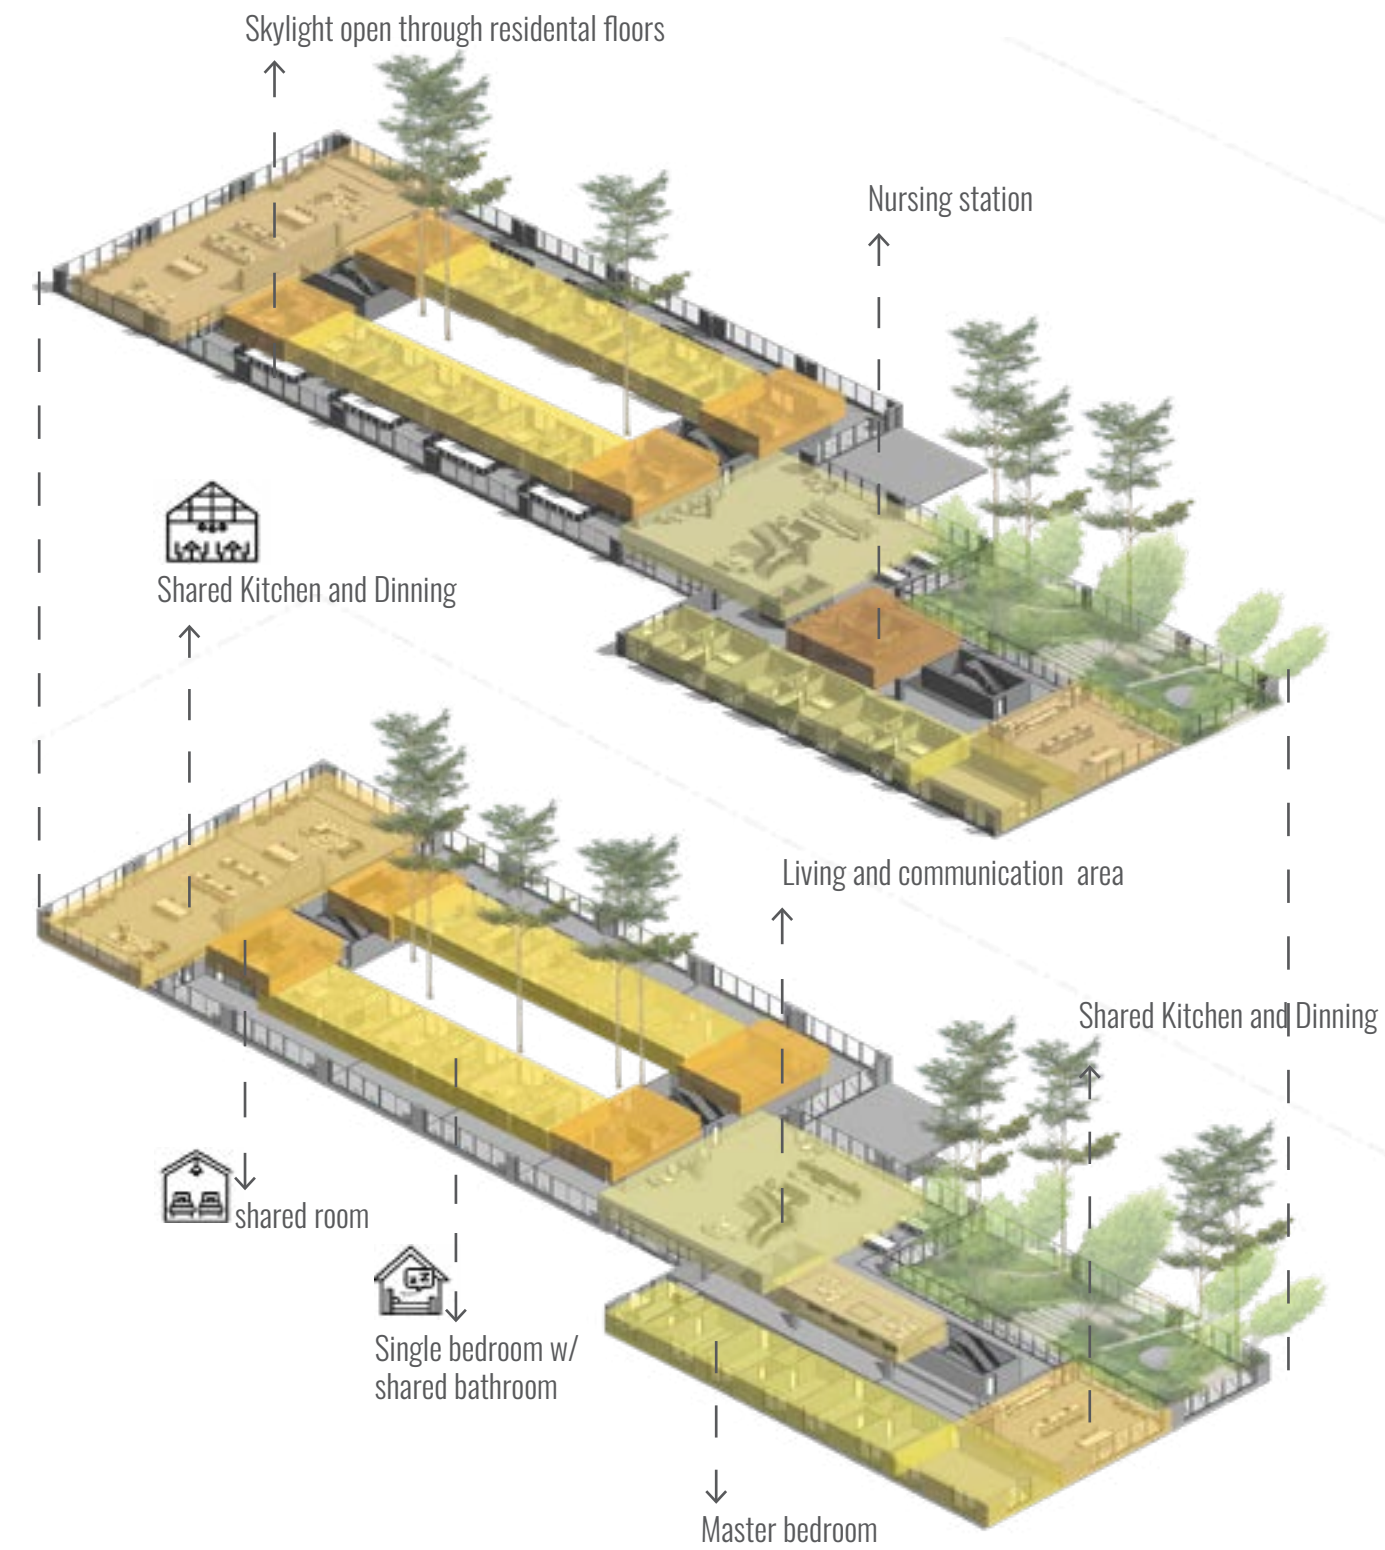 Skylight open through residental floors
Nursing station
Shared Kitchen and Dinning
Living and communication area
Shared Kitchen and Dinning
shared room
Single bedroom w/
shared bathroom
Master bedroom